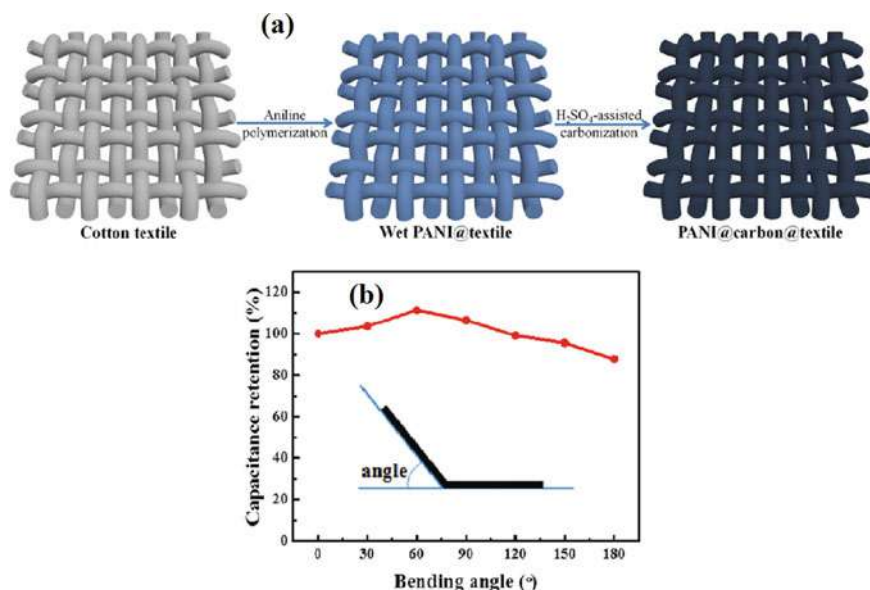 (a)
Aniline
polymerization
H₂SO₄-assisted
carbonization
Cotton textile
Wet PANI@textile
PANI@carbon@textile
(b)
Capacitance retention (%)
120
100
80
60
40
20
0
angle
0 30 60 90 120 150 180
Bending angle (°)